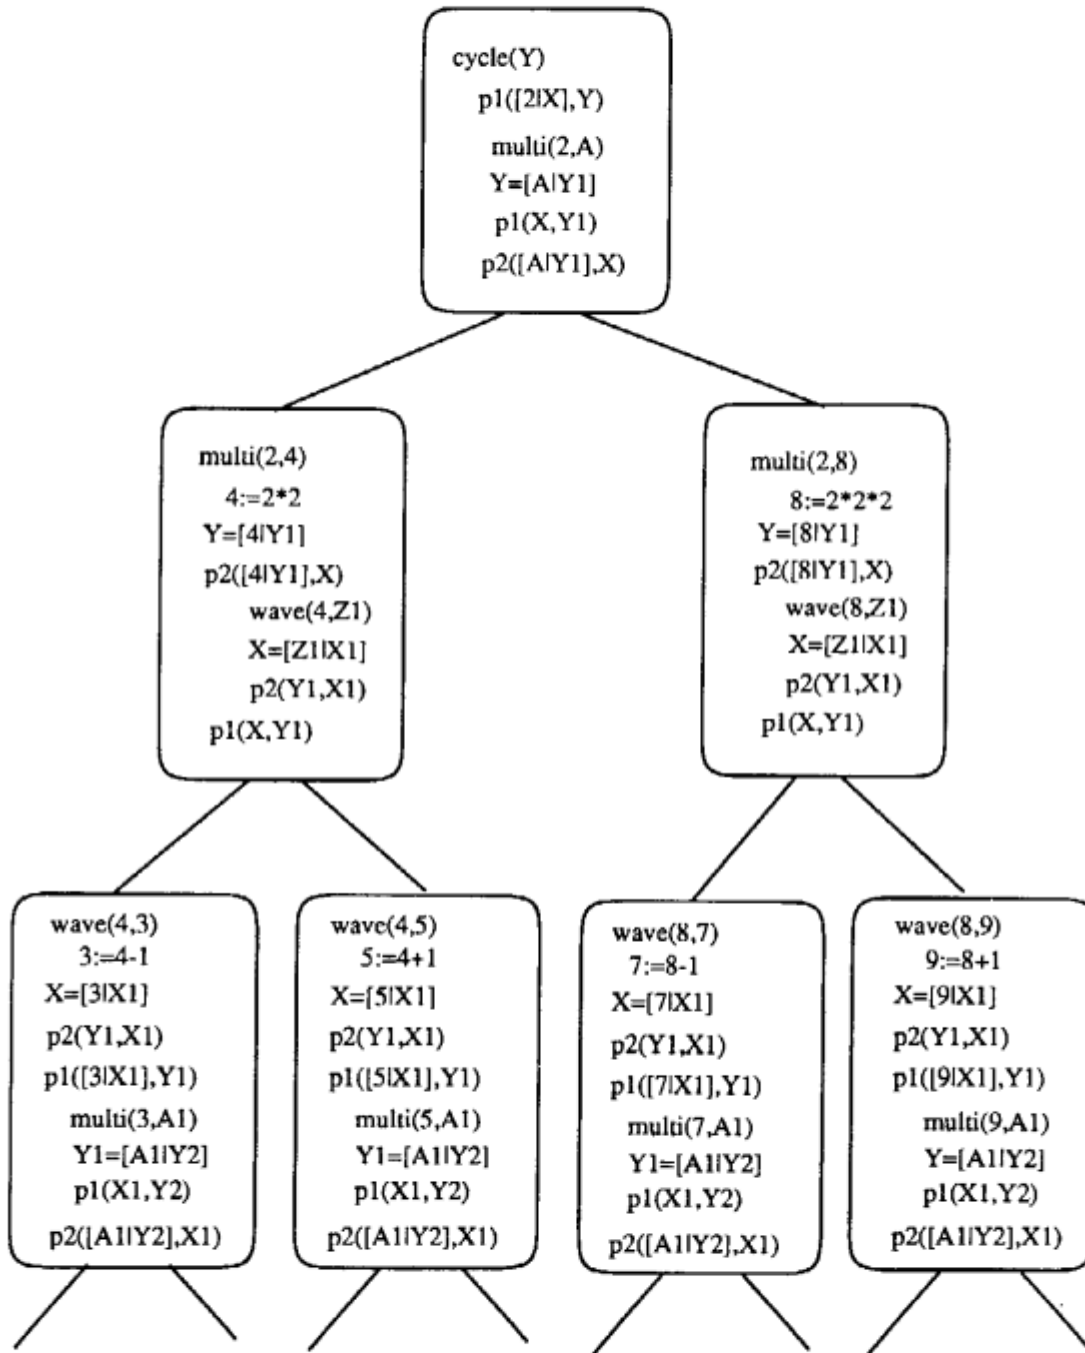 cycle(Y)
p1([2|X],Y)
multi(2,A)
Y=[A|Y1]
p1(X,Y1)
p2([A|Y1],X)
multi(2,4)
4:=2*2
Y=[4|Y1]
p2([4|Y1],X)
wave(4,Z1)
X=[Z1|X1]
p2(Y1,X1)
p1(X,Y1)
multi(2,8)
8:=2*2*2
Y=[8|Y1]
p2([8|Y1],X)
wave(8,Z1)
X=[Z1|X1]
p2(Y1,X1)
p1(X,Y1)
wave(4,3)
3:=4-1
X=[3|X1]
p2(Y1,X1)
p1([3|X1],Y1)
multi(3,A1)
Y1=[A1|Y2]
p1(X1,Y2)
p2([A1|Y2],X1)
wave(4,5)
5:=4+1
X=[5|X1]
p2(Y1,X1)
p1([5|X1],Y1)
multi(5,A1)
Y1=[A1|Y2]
p1(X1,Y2)
p2([A1|Y2],X1)
wave(8,7)
7:=8-1
X=[7|X1]
p2(Y1,X1)
p1([7|X1],Y1)
multi(7,A1)
Y1=[A1|Y2]
p1(X1,Y2)
p2([A1|Y2],X1)
wave(8,9)
9:=8+1
X=[9|X1]
p2(Y1,X1)
p1([9|X1],Y1)
multi(9,A1)
Y=[A1|Y2]
p1(X1,Y2)
p2([A1|Y2],X1)